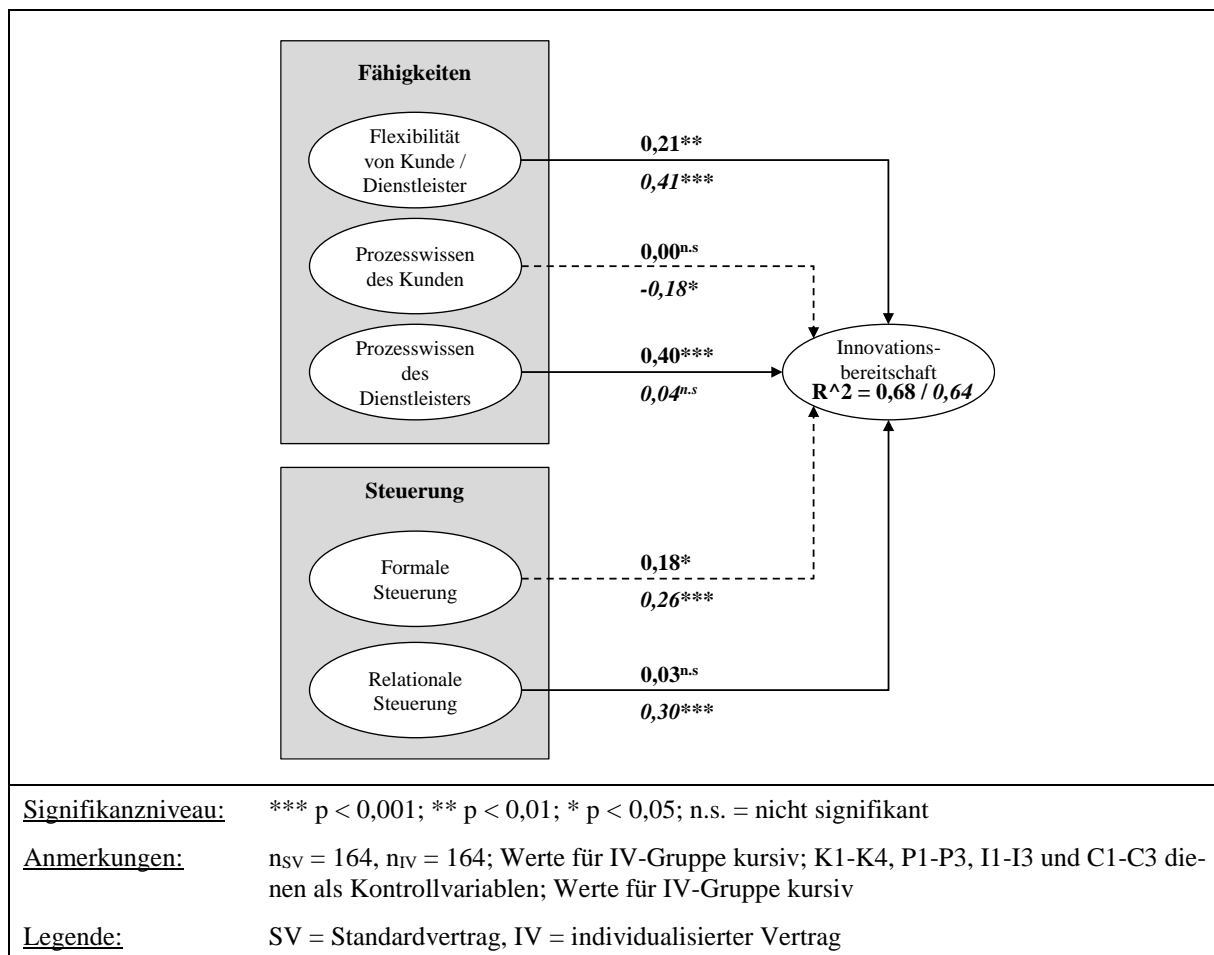 Fähigkeiten
Flexibilität
von Kunde /
Dienstleister
0,21**
0,41***
Prozesswissen
des Kunden
0,00n.s
-0,18*
Prozesswissen
des
Dienstleisters
0,40***
0,04n.s
Innovations-
bereitschaft
R^2 = 0,68 / 0,64
Steuerung
Formale
Steuerung
0,18*
0,26***
Relationale
Steuerung
0,03n.s
0,30***
Signifikanzniveau: *** p < 0,001; ** p < 0,01; * p < 0,05; n.s. = nicht signifikant
Anmerkungen: nSV = 164, nIV = 164; Werte für IV-Gruppe kursiv; K1-K4, P1-P3, I1-I3 und C1-C3 die-
nen als Kontrollvariablen; Werte für IV-Gruppe kursiv
Legende: SV = Standardvertrag, IV = individualisierter Vertrag